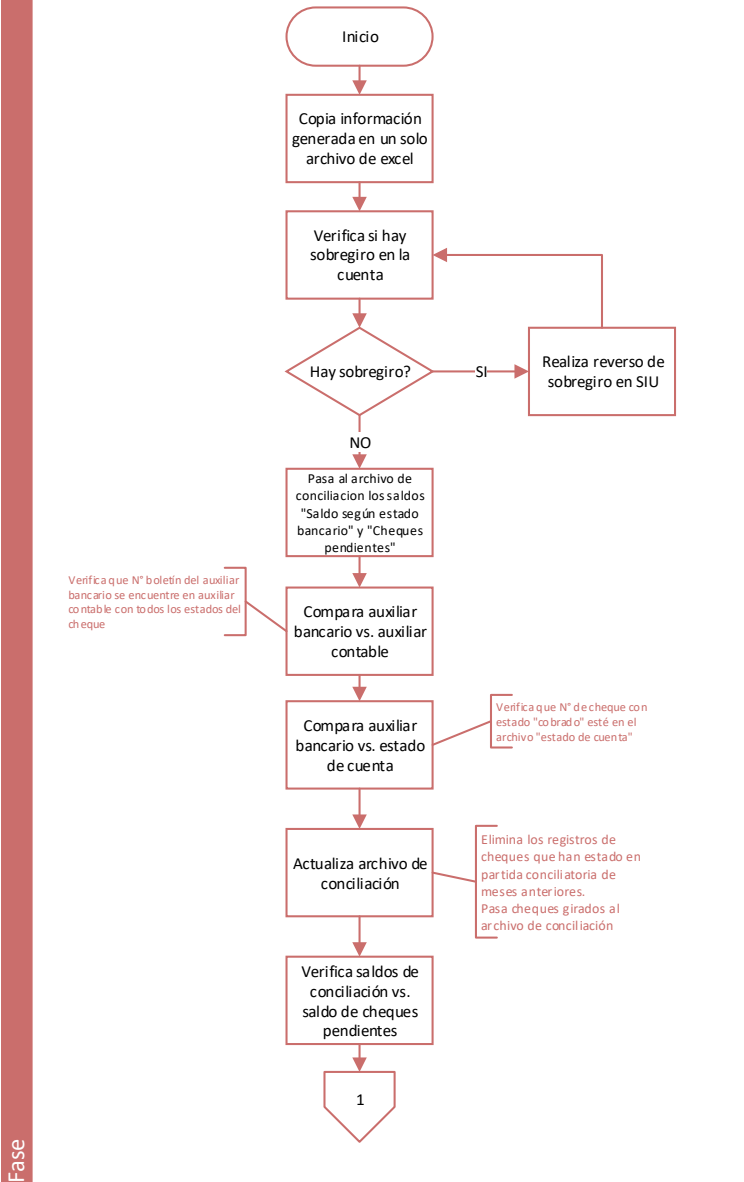 Inicio
Copia información
generada en un solo
archivo de excel
Verifica si hay
sobregiro en la
cuenta
Hay sobregiro?
SI
Realiza reverso de
sobregiro en SIU
NO
Pasa al archivo de
conciliacion los saldos
"Saldo según estado
bancario" y "Cheques
pendientes"
Verifica que N° boletín del auxiliar
bancario se encuentre en auxiliar
contable con todos los estados del
cheque
Compara auxiliar
bancario vs. auxiliar
contable
Compara auxiliar
bancario vs. estado
de cuenta
Verifica que N° de cheque con
estado "cobrado" esté en el
archivo "estado de cuenta"
Actualiza archivo de
conciliación
Elimina los registros de
cheques que han estado en
partida conciliatoria de
meses anteriores.
Pasa cheques girados al
archivo de conciliación
Verifica saldos de
conciliación vs.
saldo de cheques
pendientes
1
Fase